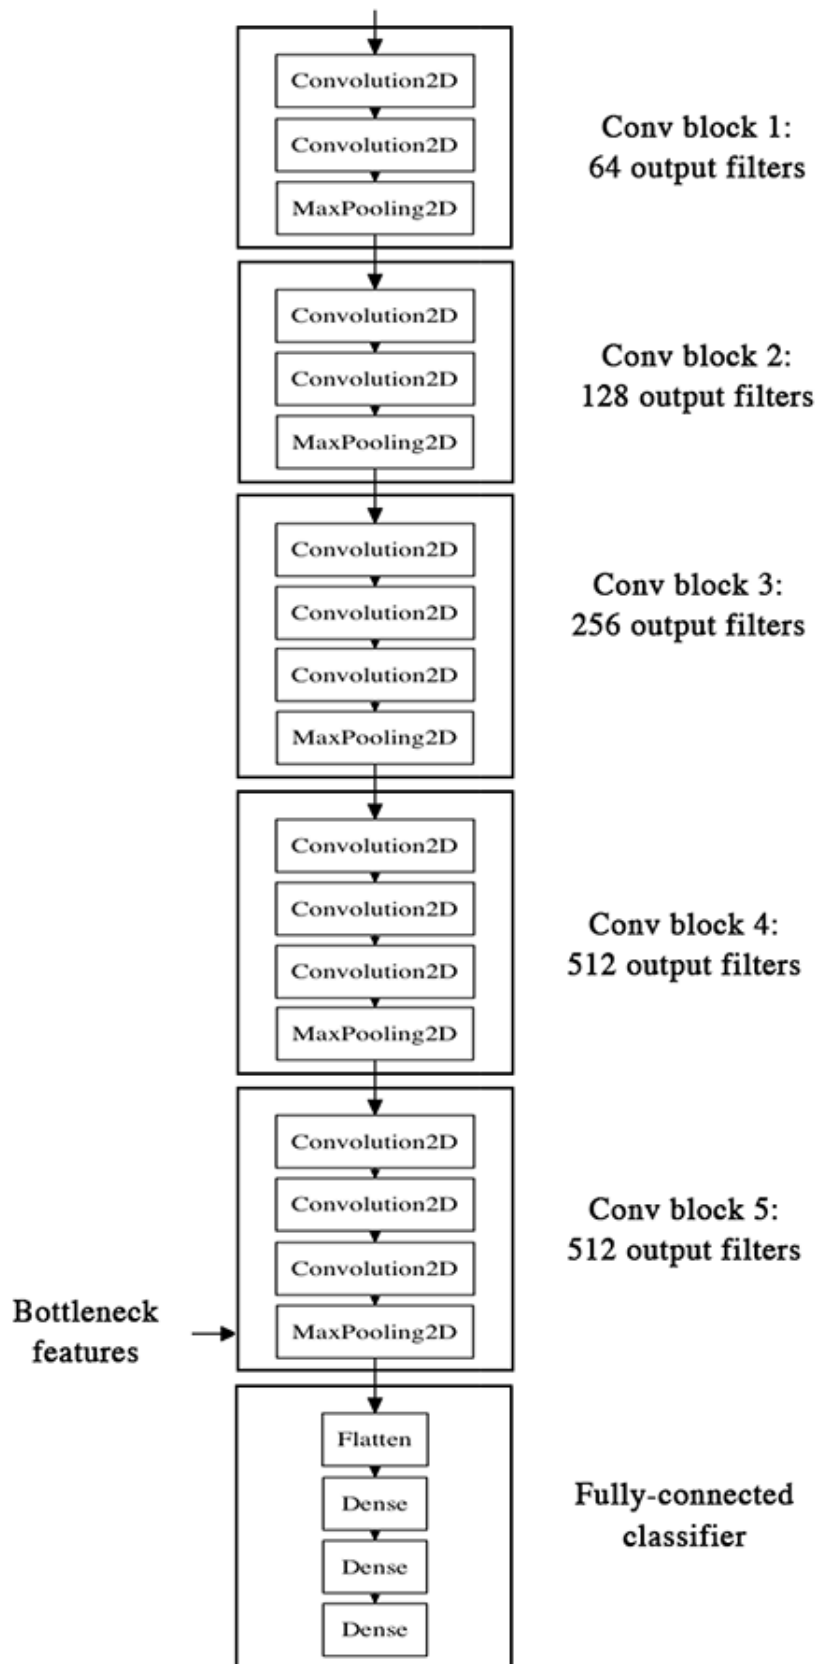 Convolution2D
Convolution2D
MaxPooling2D
Conv block 1:
64 output filters
Convolution2D
Convolution2D
MaxPooling2D
Conv block 2:
128 output filters
Convolution2D
Convolution2D
Convolution2D
MaxPooling2D
Conv block 3:
256 output filters
Convolution2D
Convolution2D
Convolution2D
MaxPooling2D
Conv block 4:
512 output filters
Convolution2D
Convolution2D
Convolution2D
MaxPooling2D
Conv block 5:
512 output filters
Bottleneck
features
Flatten
Dense
Dense
Dense
Fully-connected
classifier